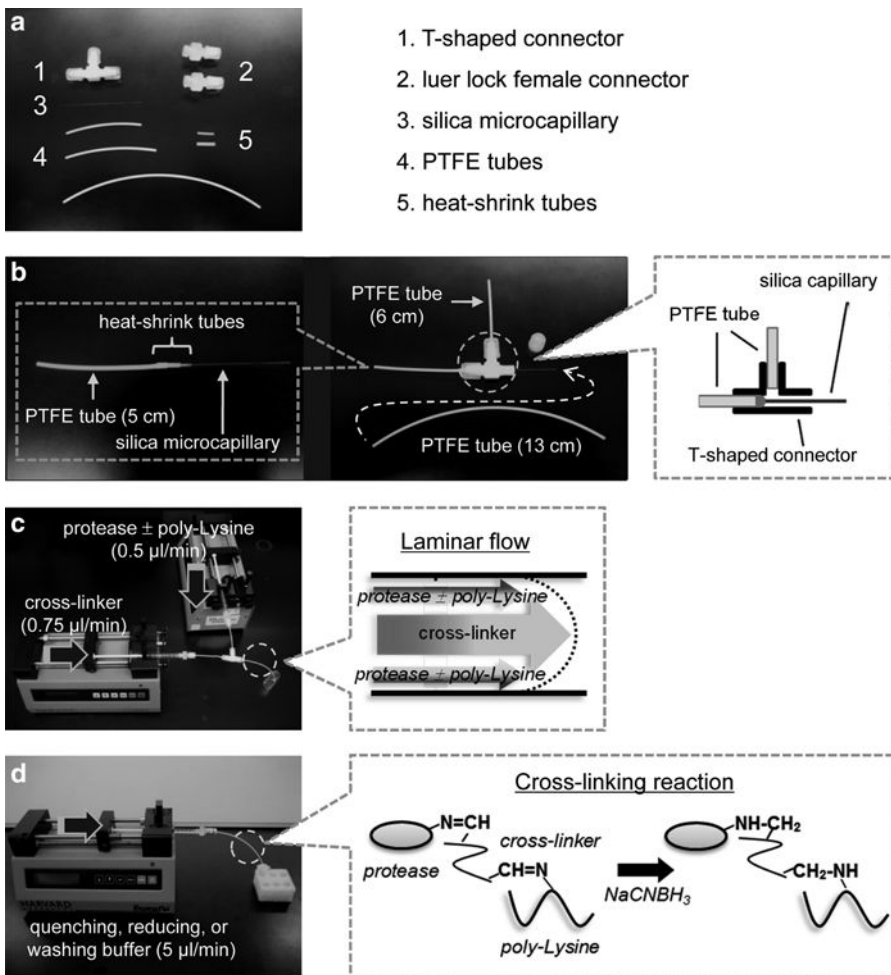 a
1
2
3
4
5
1. T-shaped connector
2. luer lock female connector
3. silica microcapillary
4. PTFE tubes
5. heat-shrink tubes
b
heat-shrink tubes
PTFE tube (5 cm)
silica microcapillary
PTFE tube
(6 cm)
PTFE tube (13 cm)
silica capillary
PTFE tube
T-shaped connector
c
protease ± poly-Lysine
(0.5 µl/min)
cross-linker
(0.75 µl/min)
Laminar flow
protease ± poly-Lysine
cross-linker
protease ± poly-Lysine
d
HARVARD
quenching, reducing, or
washing buffer (5 µl/min)
Cross-linking reaction
N=CH
cross-linker
protease
CH=N
poly-Lysine
NaCNBH₃
NH-CH₂
CH₂-NH